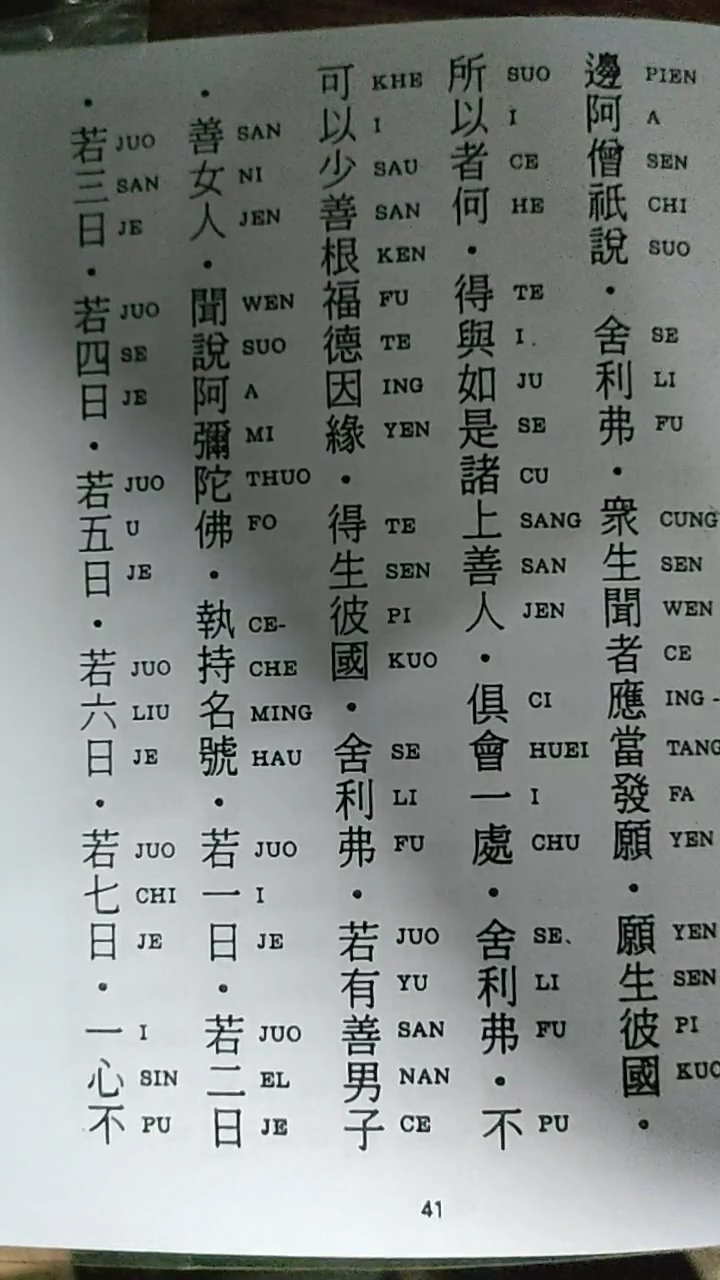 邊阿僧祇說・舍利弗・衆生聞者應當發願・願生彼國・
PIEN A SEN CHI SUO SE LI FU CUNG SEN WEN CE ING - TANG FA YEN YEN SEN PI KUO
所以者何・得與如是諸上善人・俱會一處・舍利弗・不
SUO I CE HE TE I . JU SE CU SANG SAN JEN CI HUEI I CHU SE、 LI FU PU
可以少善根福德因緣・得生彼國・舍利弗・若有善男子
KHE I SAU SAN KEN FU TE ING YEN TE SEN PI KUO SE LI FU JUO YU SAN NAN CE
・善女人・聞說阿彌陀佛・執持名號・若一日・若二日
SAN NI JEN WEN SUO A MI THUO FO CE- CHE MING HAU JUO I JE JUO EL JE
・若三日・若四日・若五日・若六日・若七日・一心不
JUO SAN JE JUO SE JE JUO U JE JUO LIU JE JUO CHI JE I SIN PU
41